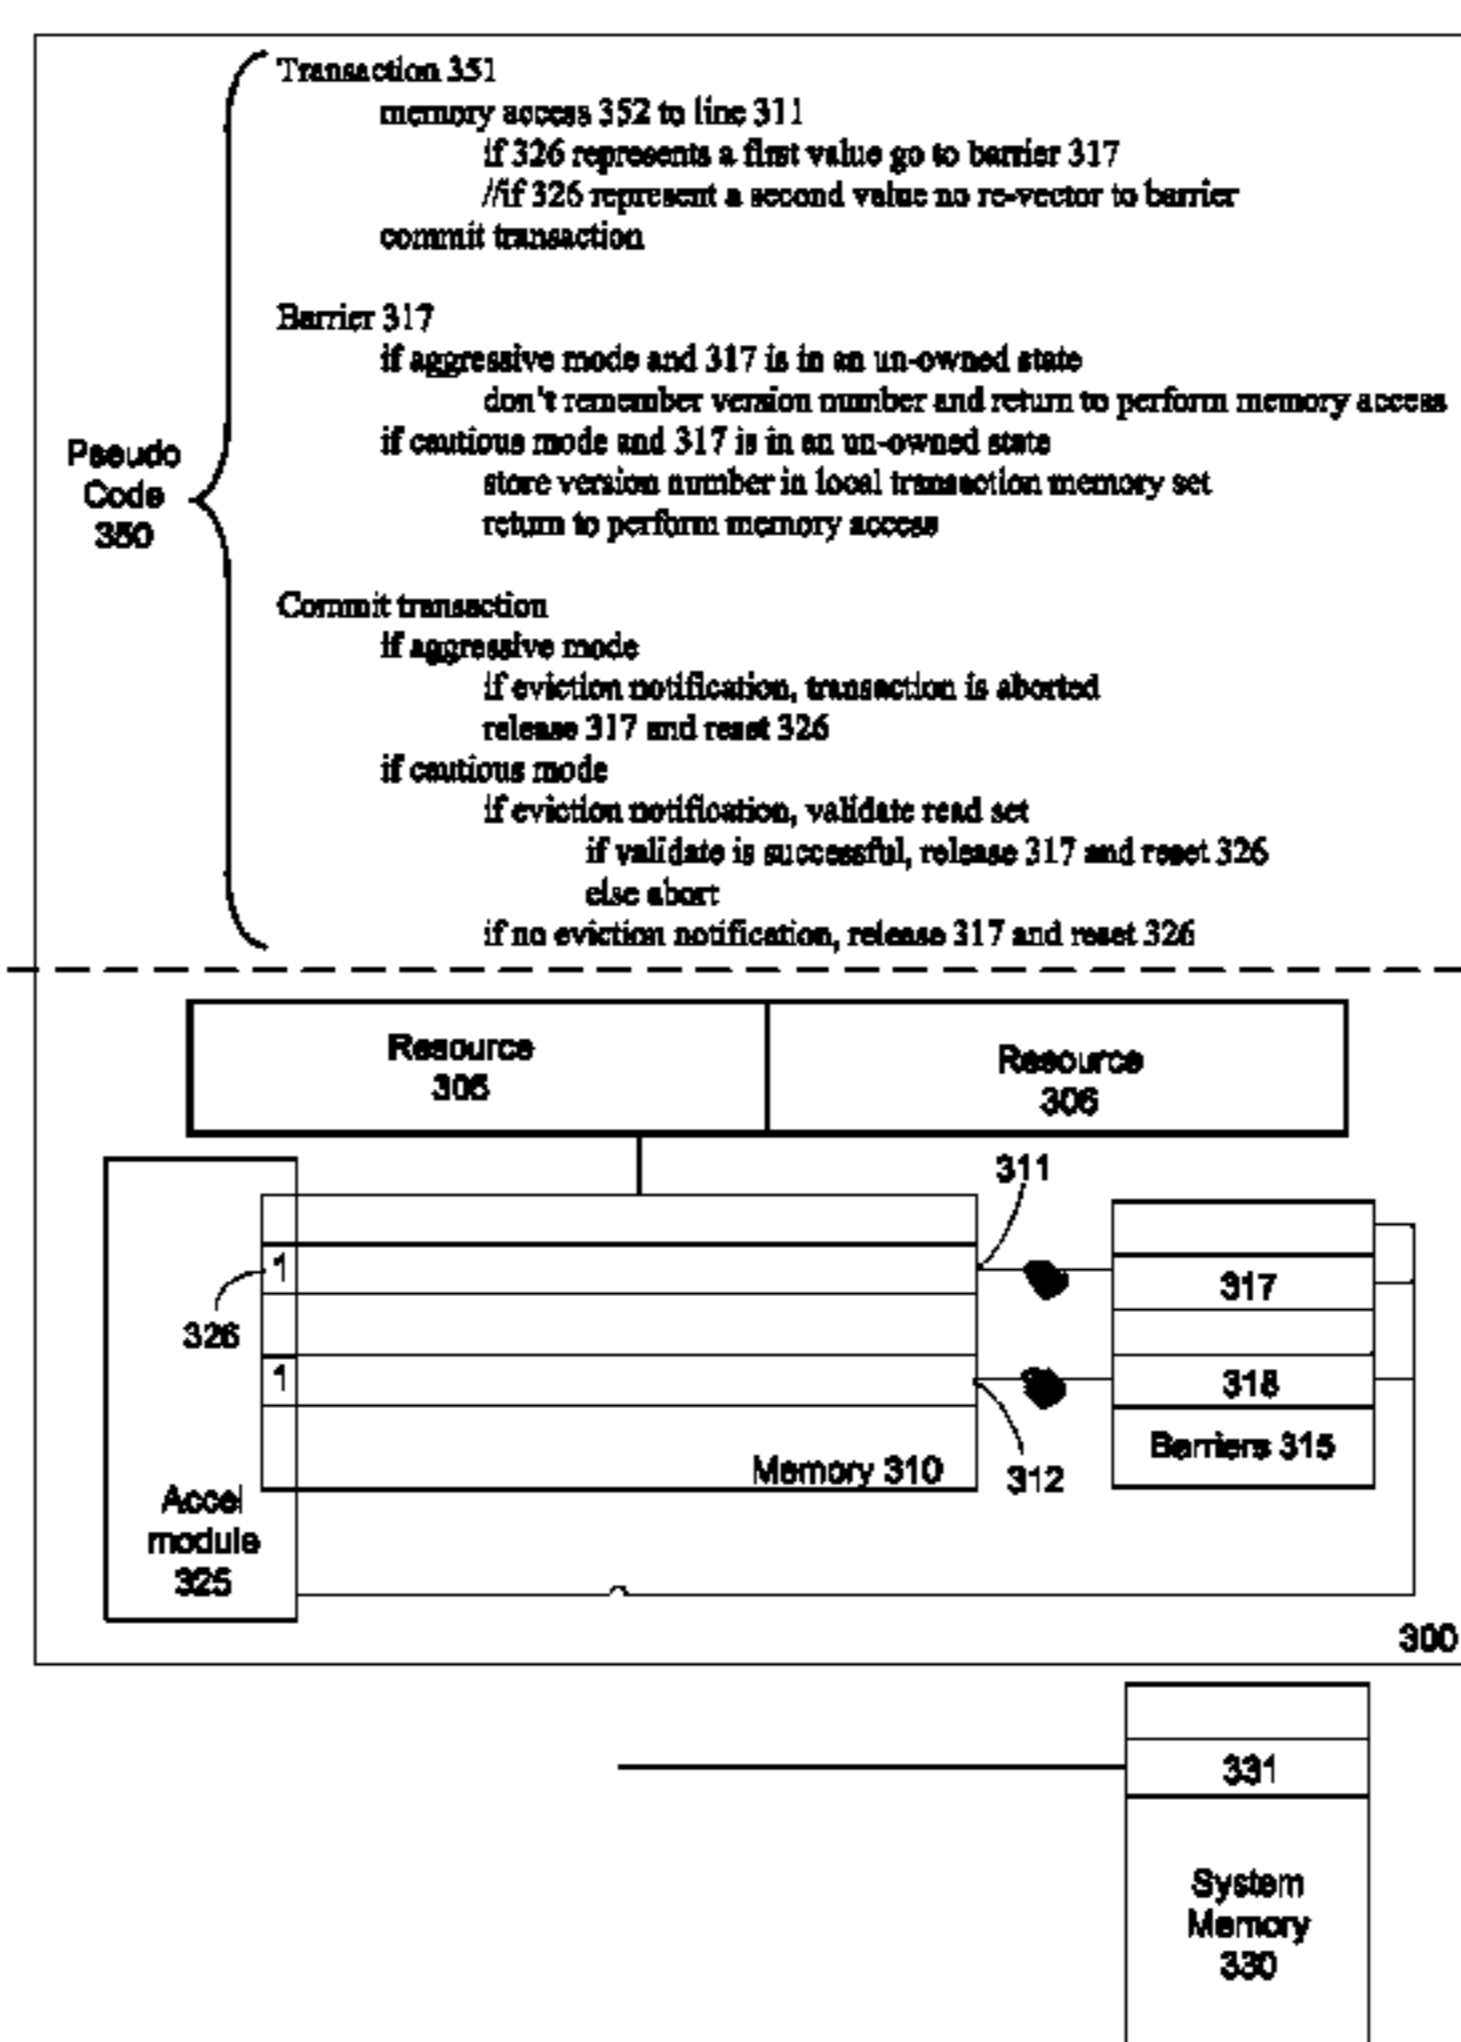 Transaction 351
memory access 352 to line 311
if 326 represents a first value go to barrier 317
//if 326 represent a second value no re-vector to barrier
commit transaction
Barrier 317
if aggressive mode and 317 is in an un-owned state
don't remember version number and return to perform memory access
if cautious mode and 317 is in an un-owned state
store version number in local transaction memory set
return to perform memory access
Pseudo
Code
350
Commit transaction
if aggressive mode
if eviction notification, transaction is aborted
release 317 and reset 326
if cautious mode
if eviction notification, validate read set
if validate is successful, release 317 and reset 326
else abort
if no eviction notification, release 317 and reset 326
Resource
305
Resource
306
311
1
317
326
1
318
Barriers 315
Memory 310
312
Accel
module
325
300
331
System
Memory
330